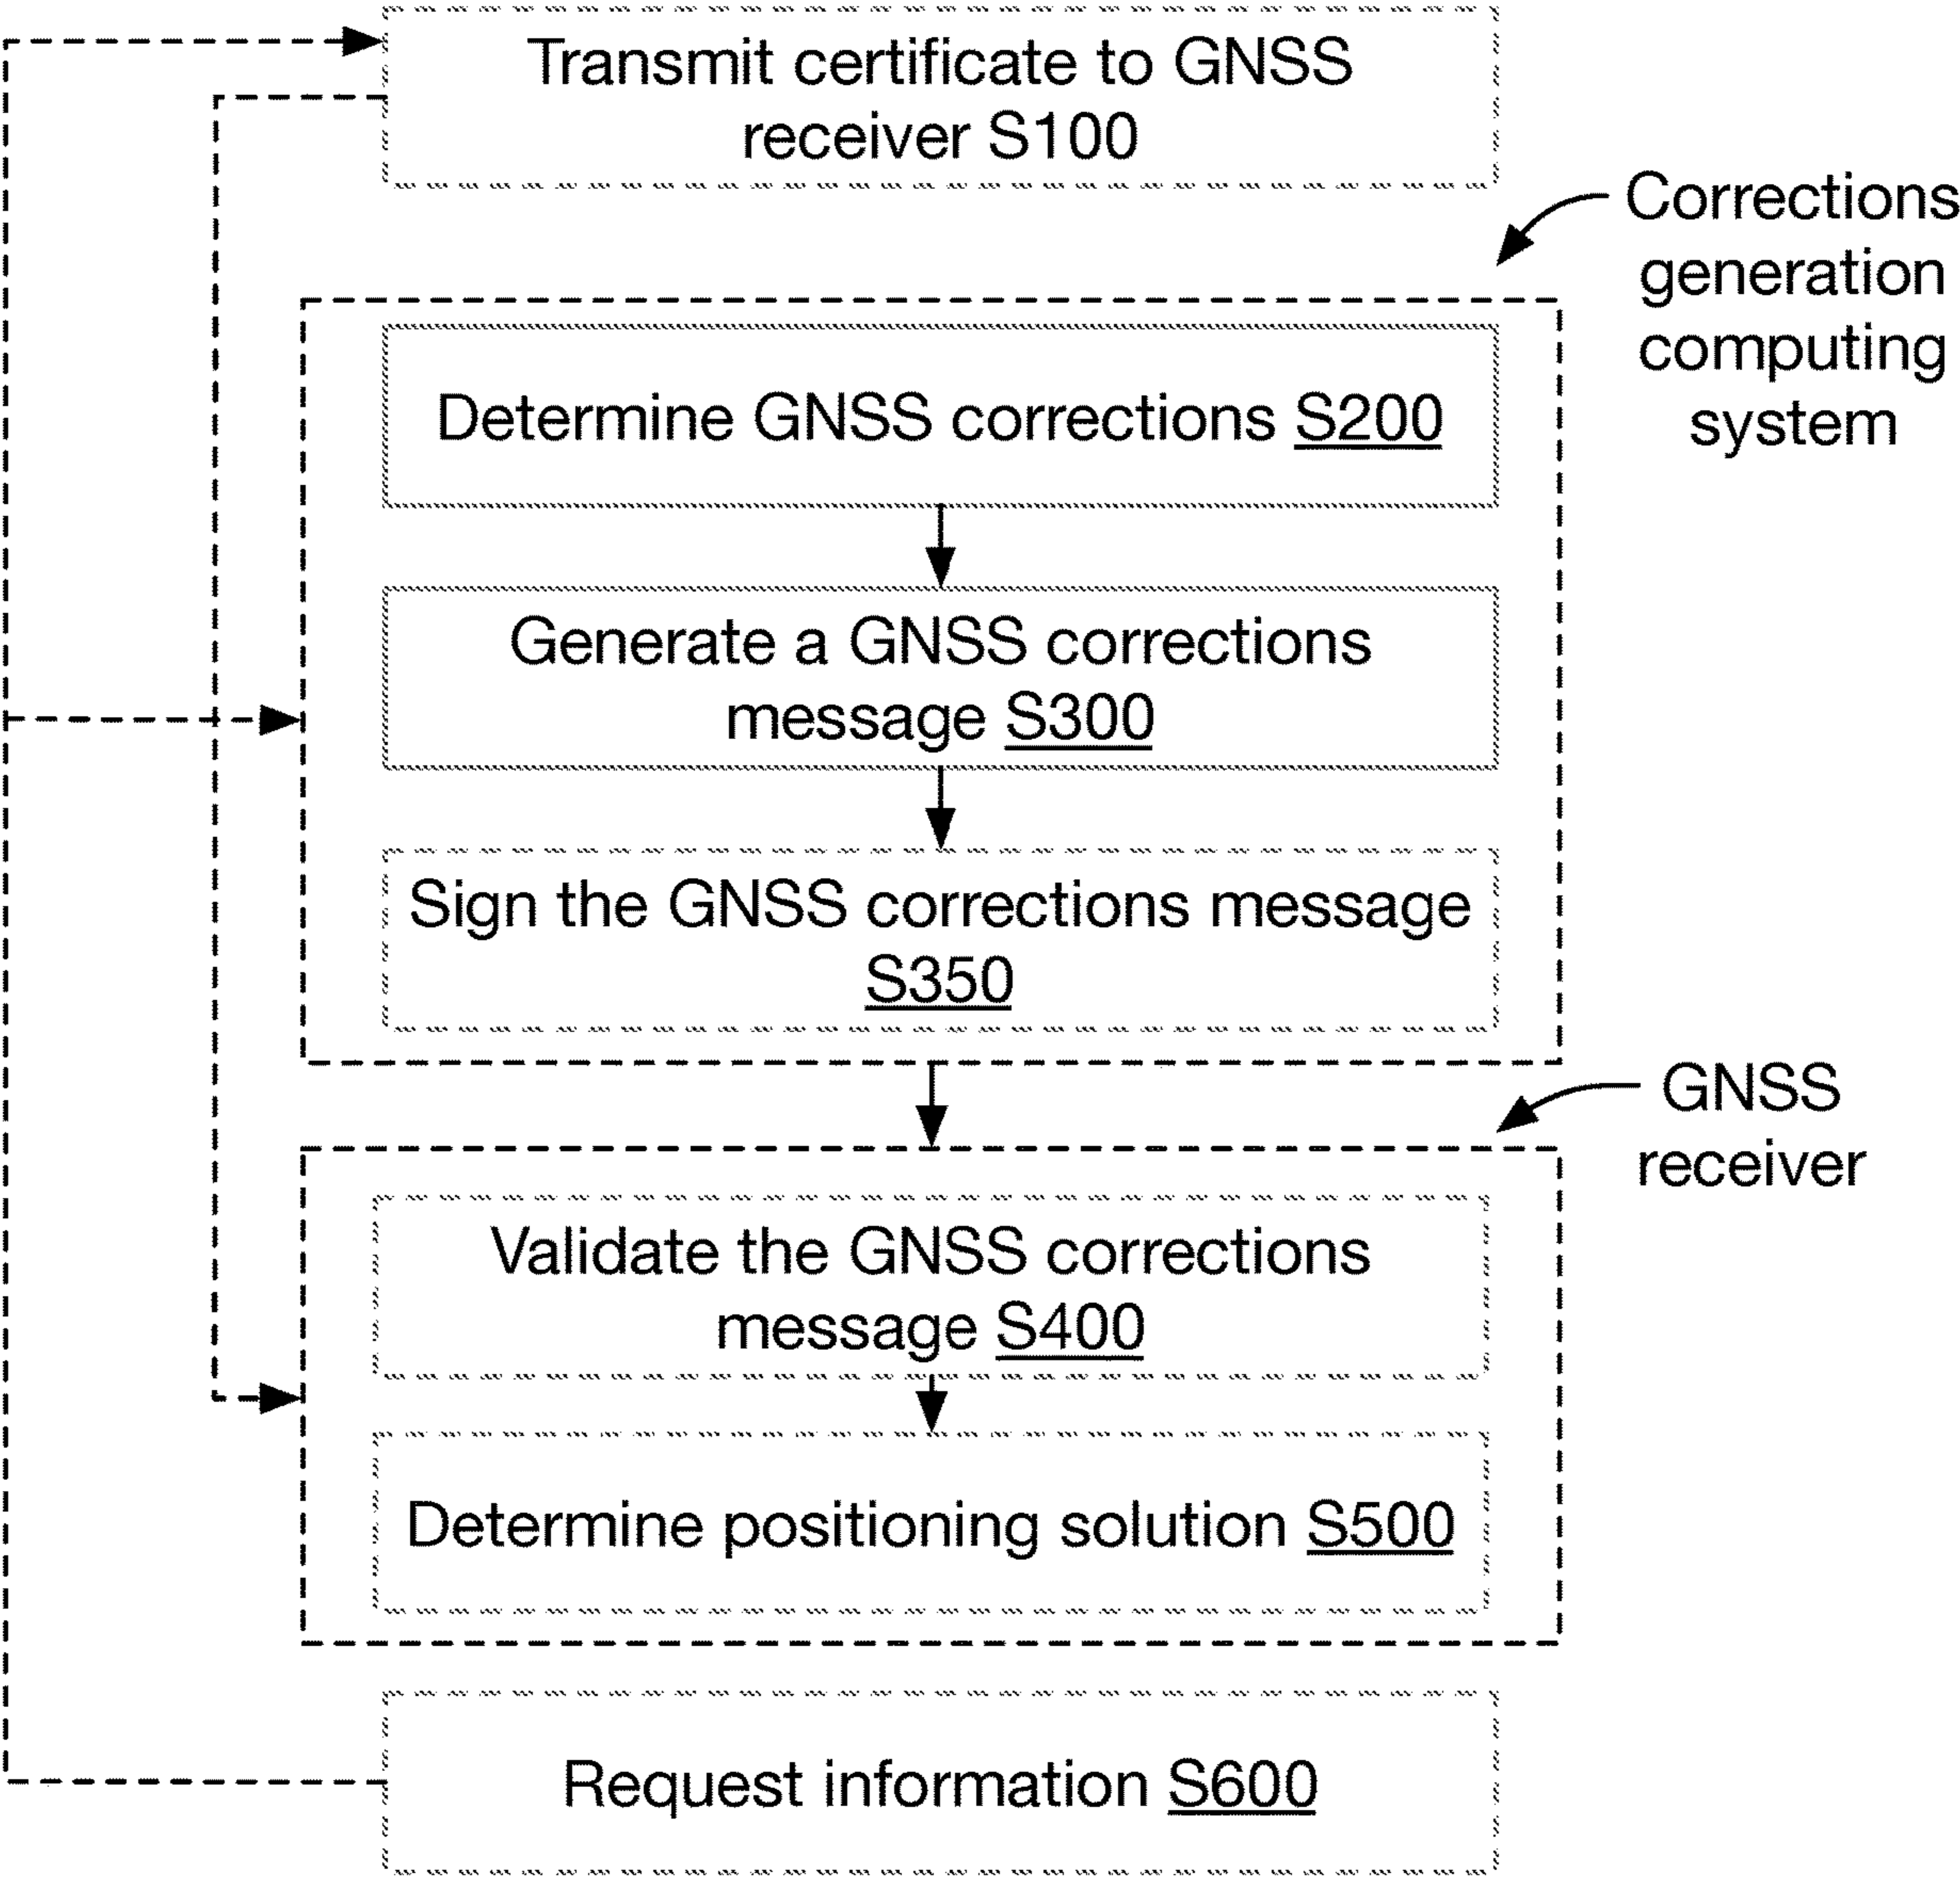 Transmit certificate to GNSS
receiver S100
Corrections
generation
computing
system
Determine GNSS corrections S200
Generate a GNSS corrections
message S300
Sign the GNSS corrections message
S350
GNSS
receiver
Validate the GNSS corrections
message S400
Determine positioning solution S500
Request information S600